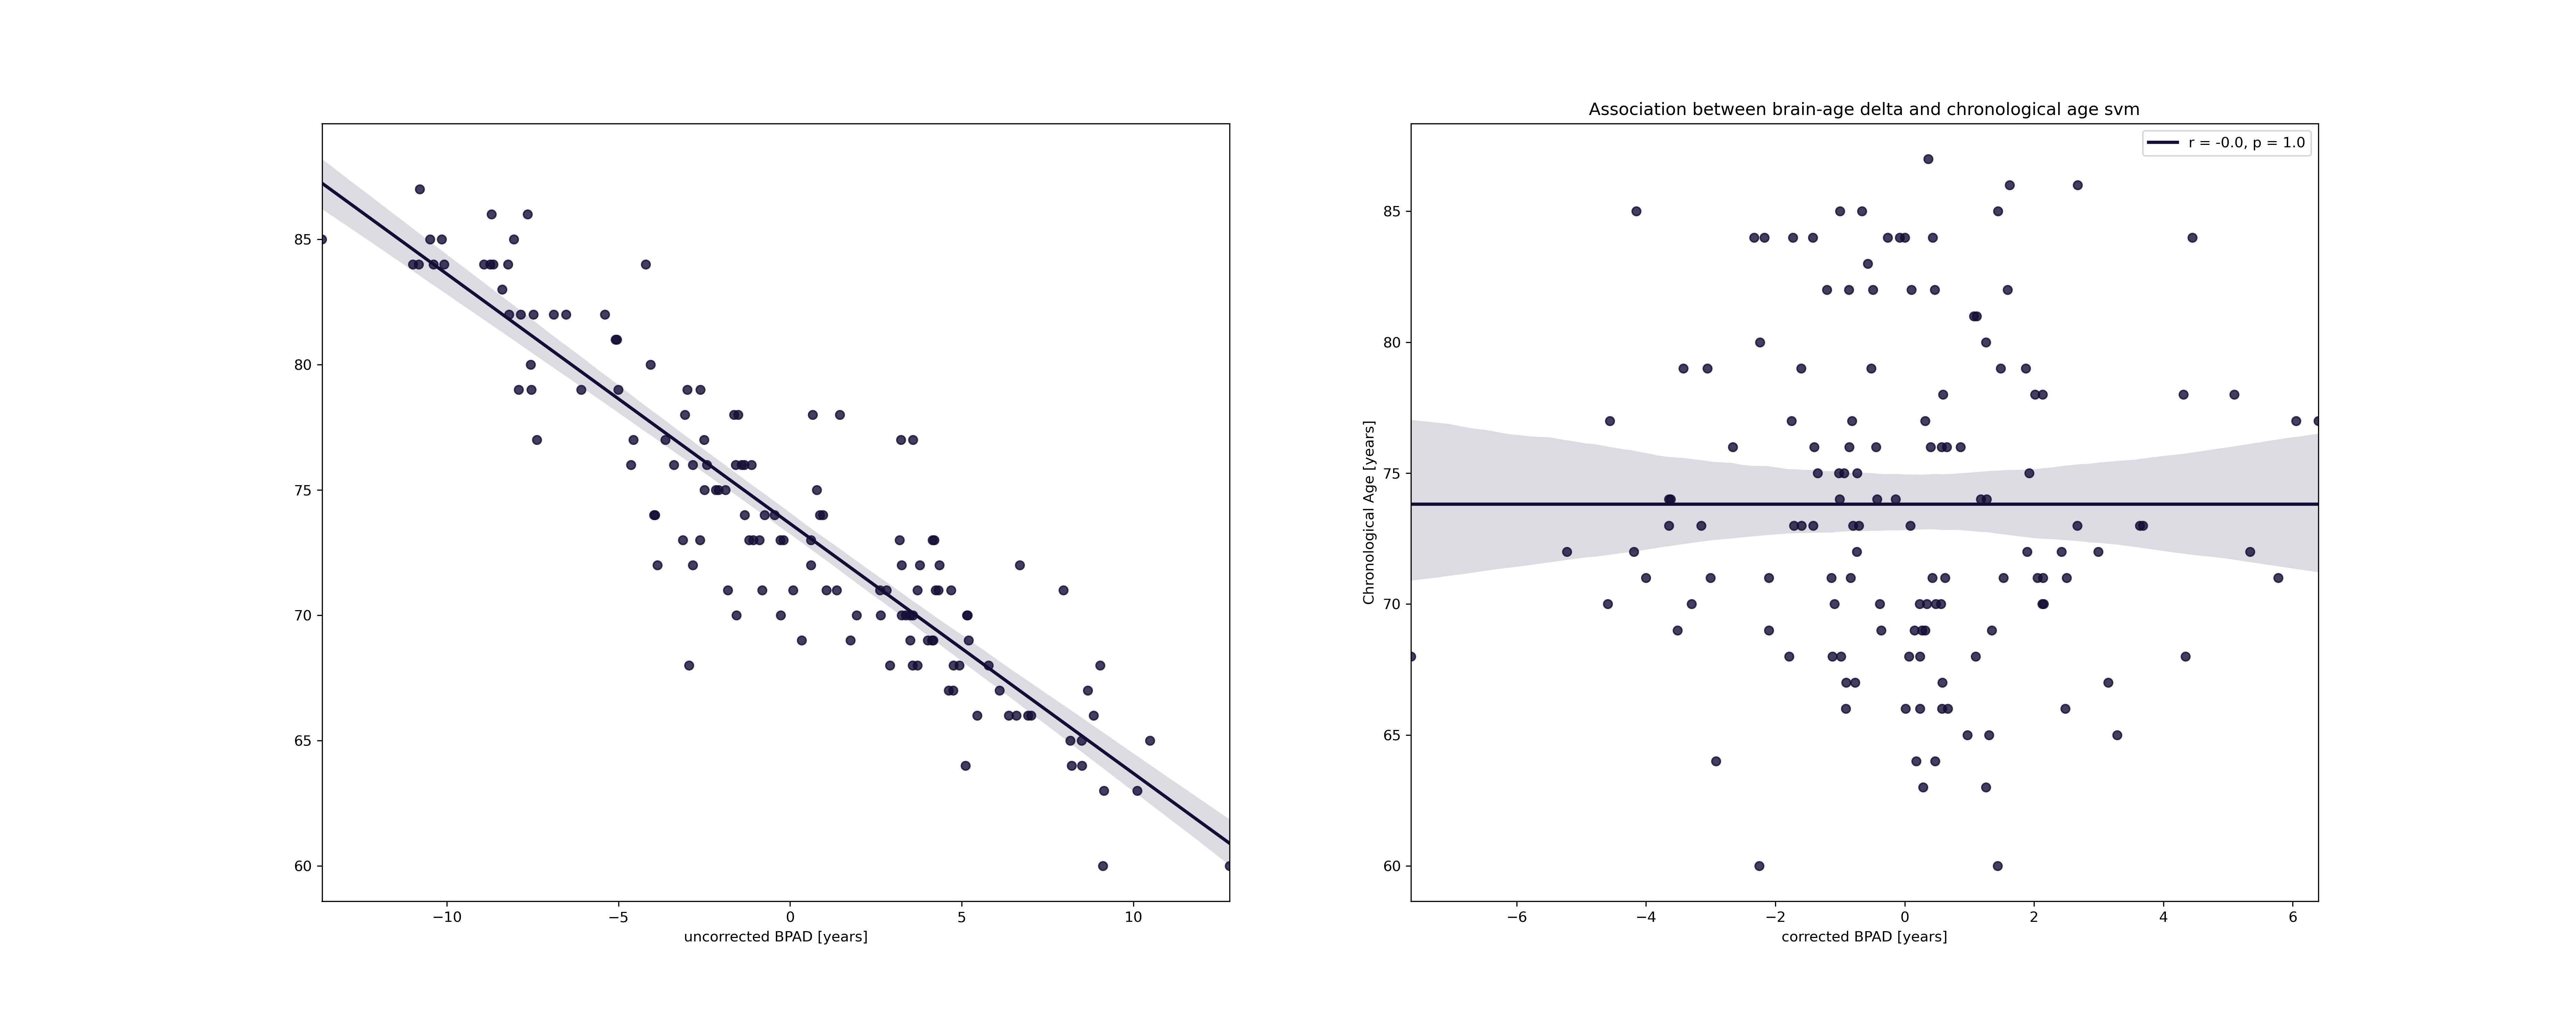 85
80
75
70
65
60
−10 −5 0 5 10
uncorrected BPAD [years]
Association between brain-age delta and chronological age svm
r = -0.0, p = 1.0
Chronological Age [years]
85
80
75
70
65
60
−6 −4 −2 0 2 4 6
corrected BPAD [years]